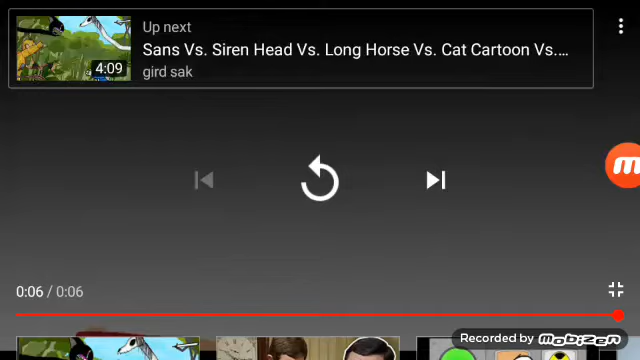 Up next
Sans Vs. Siren Head Vs. Long Horse Vs. Cat Cartoon Vs....
4:09
gird sak
m
0:06 / 0:06
Recorded by mobizen